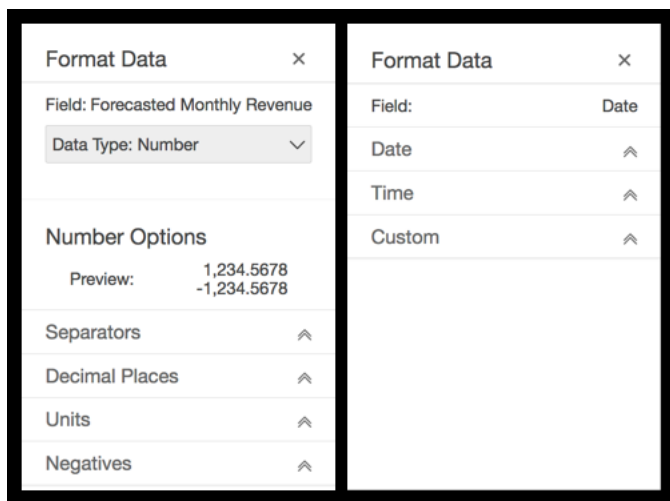 Format Data ×
Field: Forecasted Monthly Revenue
Data Type: Number
Number Options
Preview: 1,234.5678
-1,234.5678
Separators
Decimal Places
Units
Negatives
Format Data ×
Field: Date
Date
Time
Custom